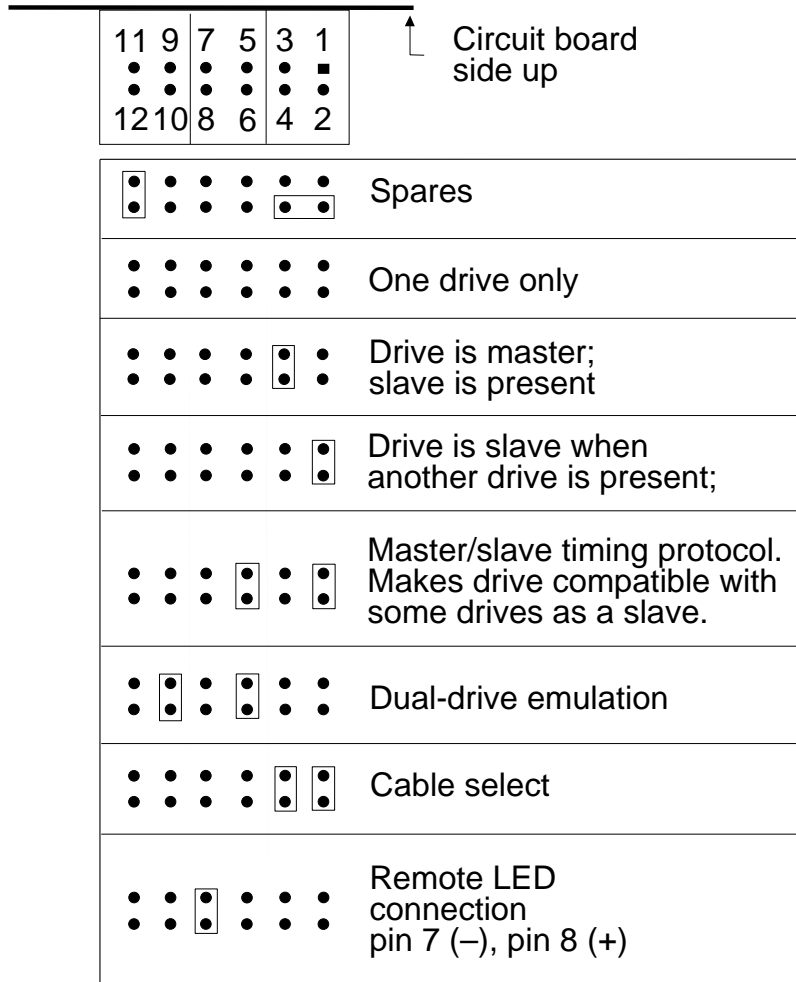 11 9 7 5 3 1
12 10 8 6 4 2
Circuit board
side up
Spares
One drive only
Drive is master;
slave is present
Drive is slave when
another drive is present;
Master/slave timing protocol.
Makes drive compatible with
some drives as a slave.
Dual-drive emulation
Cable select
Remote LED
connection
pin 7 (–), pin 8 (+)